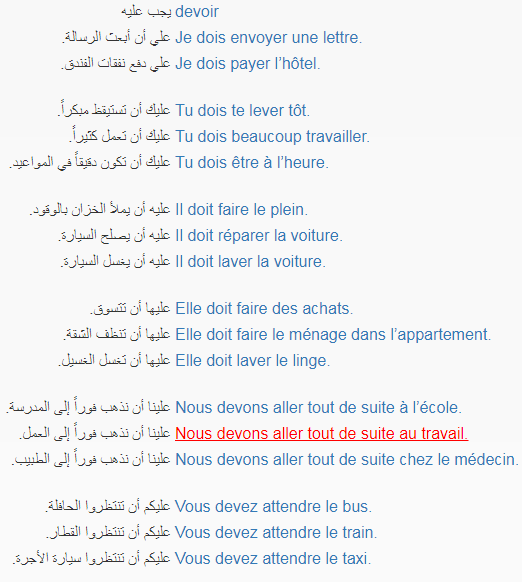 يجب عليه devoir
علي أن أبعث الرسالة. Je dois envoyer une lettre.
علي دفع نفقات الفندق. Je dois payer l’hôtel.
عليك أن تستيقظ مبكراً. Tu dois te lever tôt.
عليك أن تعمل كثيراً. Tu dois beaucoup travailler.
عليك أن تكون دقيقاً في المواعيد. Tu dois être à l’heure.
عليه أن يملأ الخزان بالوقود. Il doit faire le plein.
عليه أن يصلح السيارة. Il doit réparer la voiture.
عليه أن يغسل السيارة. Il doit laver la voiture.
عليها أن تتسوق. Elle doit faire des achats.
عليها أن تنظف الشقة. Elle doit faire le ménage dans l’appartement.
عليها أن تغسل الغسيل. Elle doit laver le linge.
علينا أن نذهب فوراً إلى المدرسة. Nous devons aller tout de suite à l’école.
علينا أن نذهب فوراً إلى العمل. Nous devons aller tout de suite au travail.
علينا أن نذهب فوراً إلى الطبيب. Nous devons aller tout de suite chez le médecin.
عليكم أن تنتظروا الحافلة. Vous devez attendre le bus.
عليكم أن تنتظروا القطار. Vous devez attendre le train.
عليكم أن تنتظروا سيارة الأجرة. Vous devez attendre le taxi.